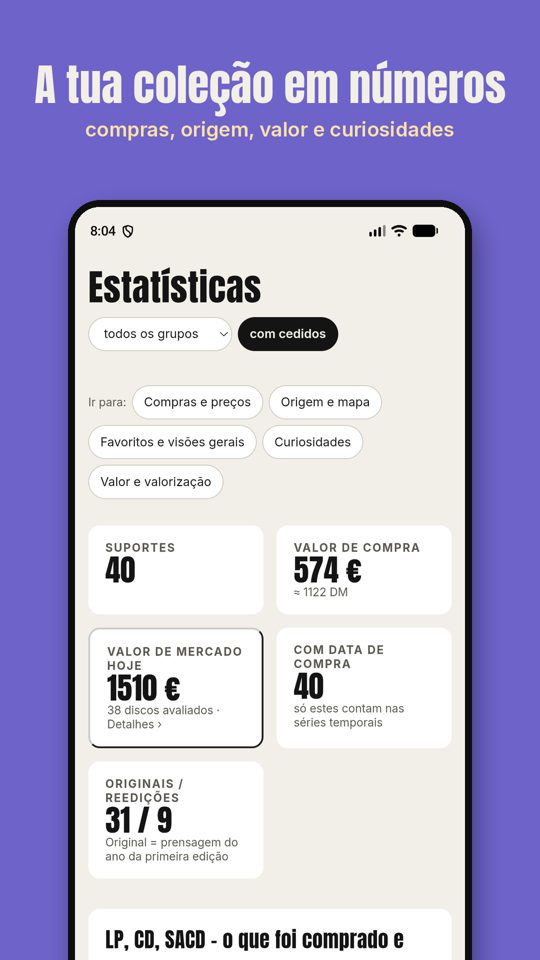 A tua coleção em números
compras, origem, valor e curiosidades
8:04
Estatísticas
todos os grupos
com cedidos
Ir para:
Compras e preços
Origem e mapa
Favoritos e visões gerais
Curiosidades
Valor e valorização
SUPORTES
40
VALOR DE COMPRA
574 €
≈ 1122 DM
VALOR DE MERCADO
HOJE
1510 €
38 discos avaliados ·
Detalhes ›
COM DATA DE
COMPRA
40
só estes contam nas
séries temporais
ORIGINAIS /
REEDIÇÕES
31 / 9
Original = prensagem do
ano da primeira edição
LP, CD, SACD - o que foi comprado e